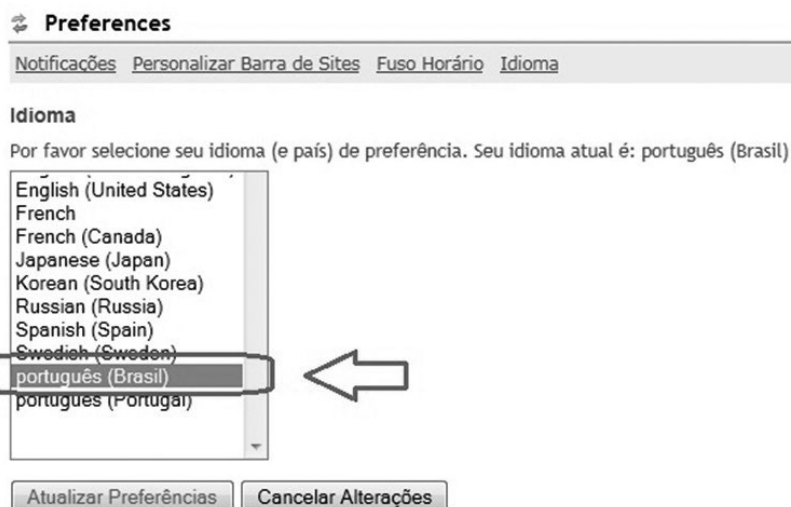 Preferences
Notificações Personalizar Barra de Sites Fuso Horário Idioma
Idioma
Por favor selecione seu idioma (e país) de preferência. Seu idioma atual é: português (Brasil)
English (United States)
French
French (Canada)
Japanese (Japan)
Korean (South Korea)
Russian (Russia)
Spanish (Spain)
Swedish (Sweden)
português (Brasil)
português (Portugal)
Atualizar Preferências Cancelar Alterações